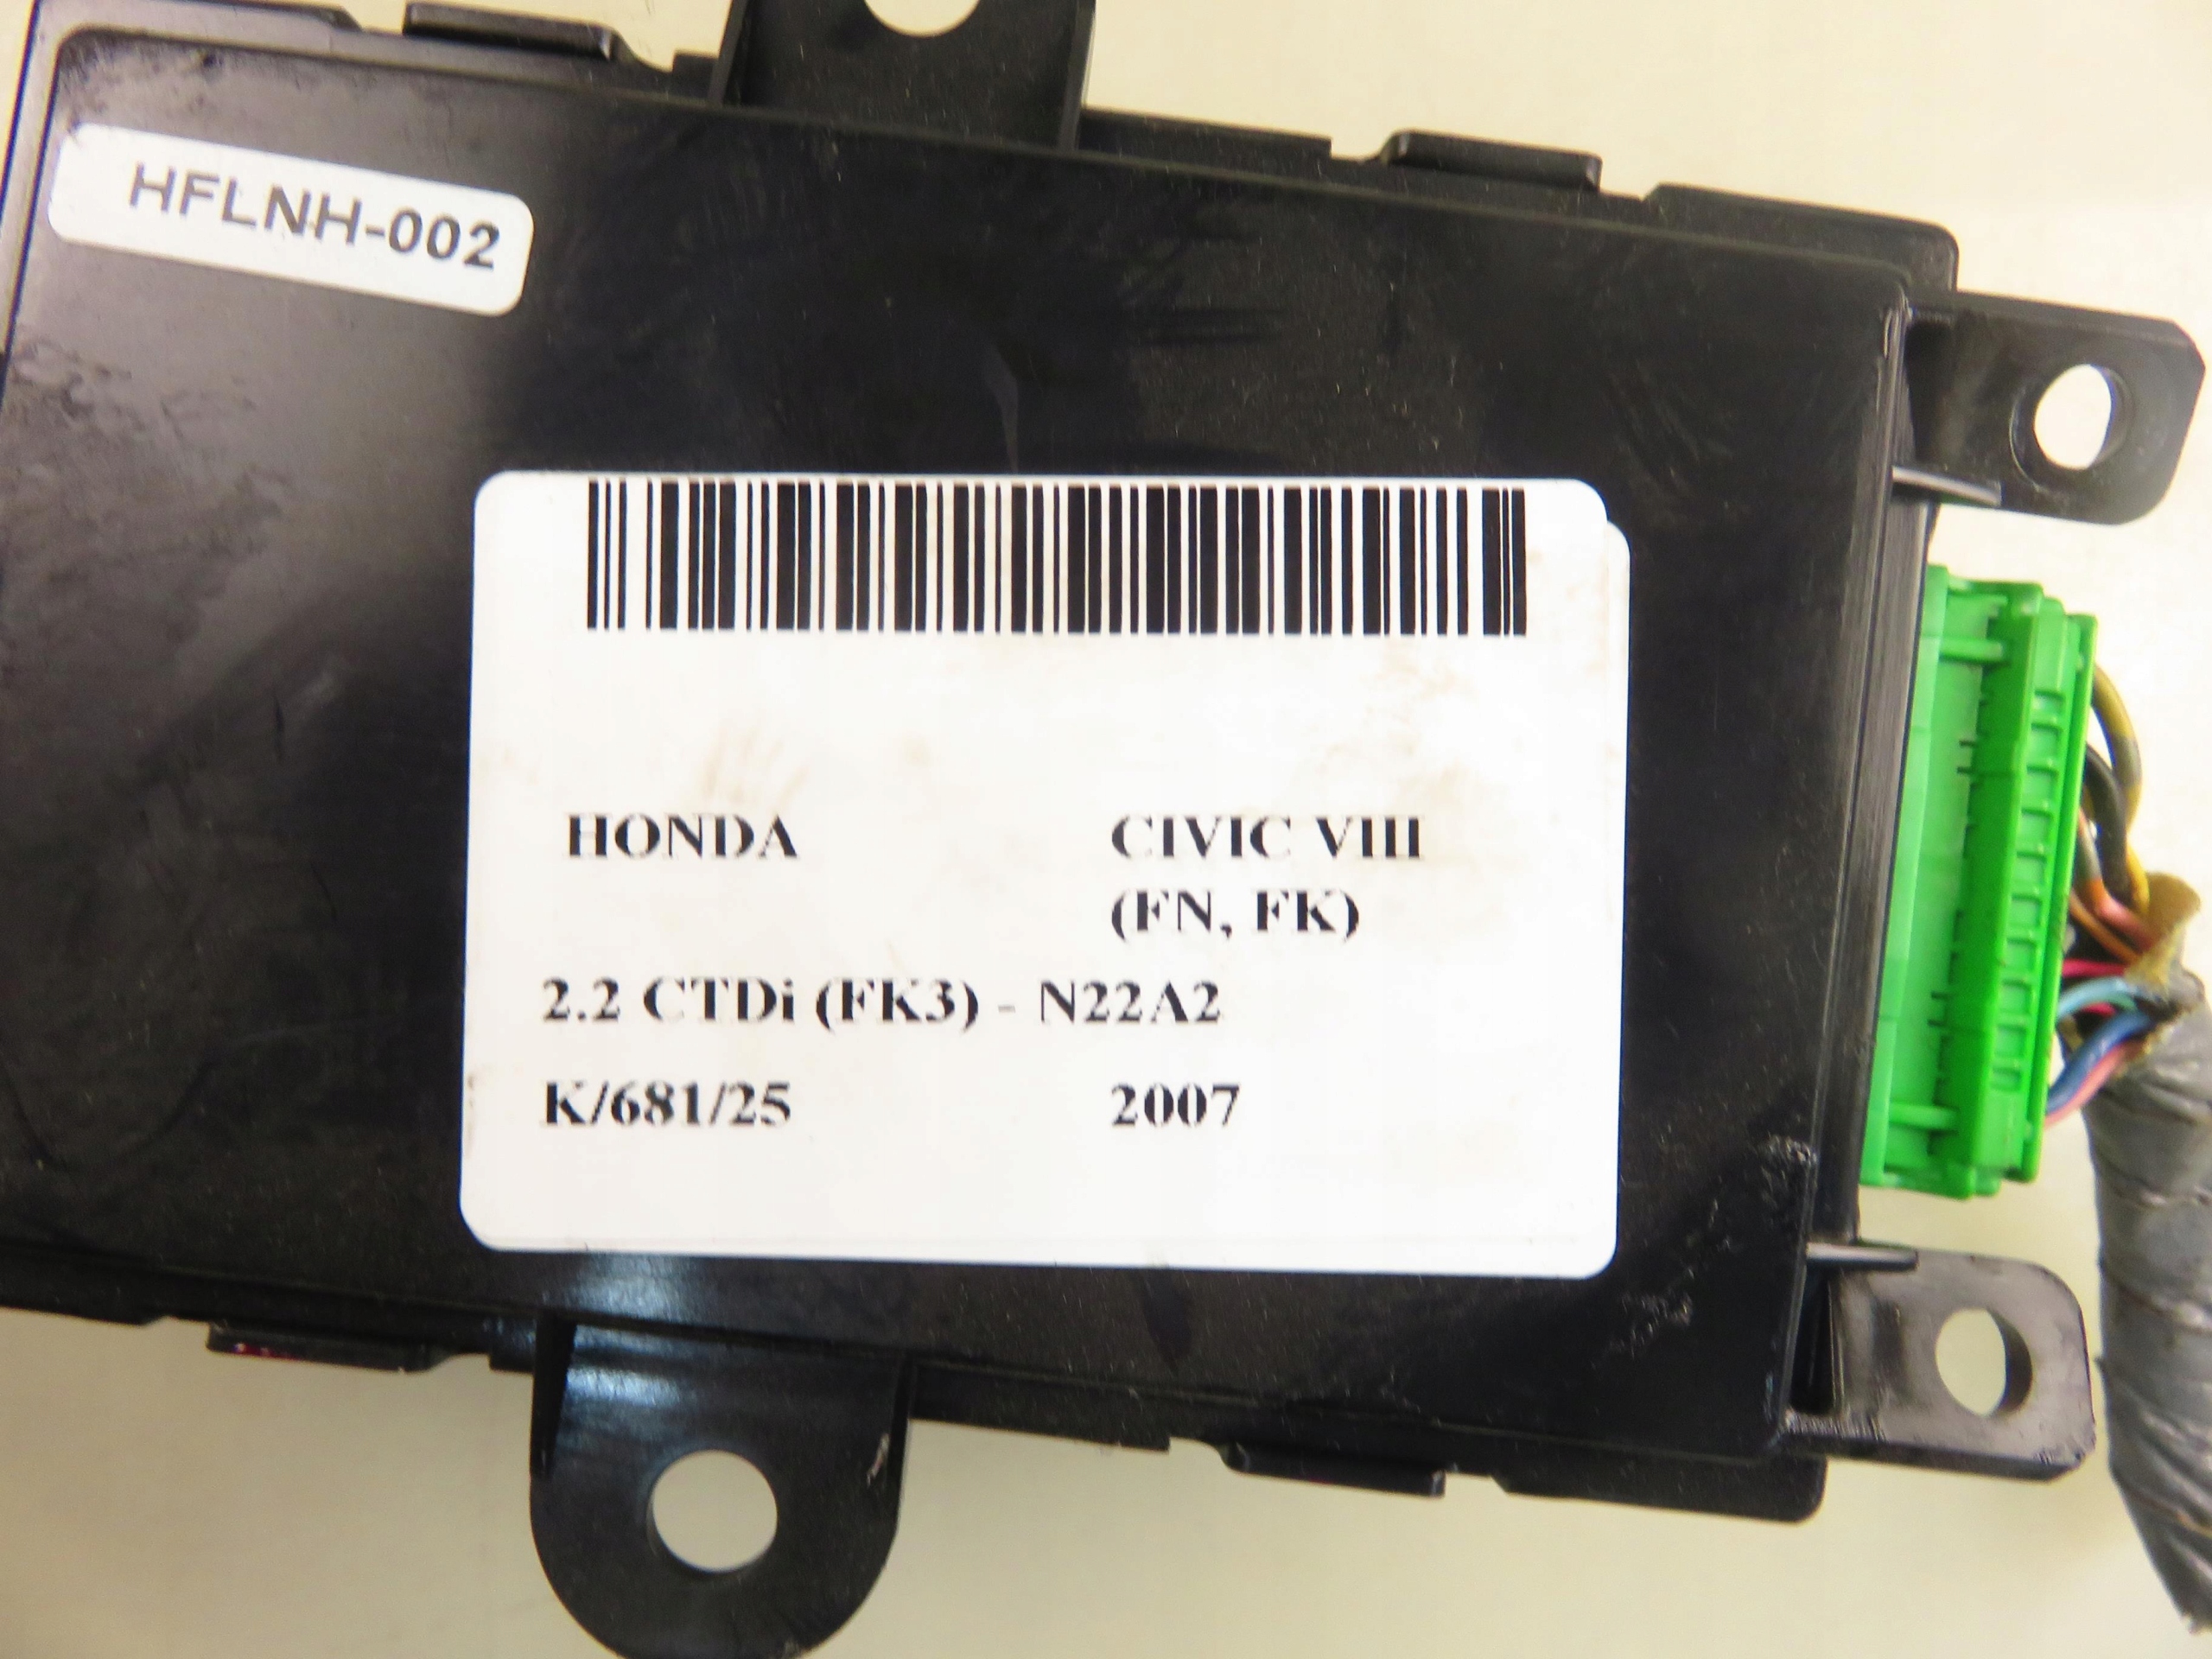 HFLNH-002
HONDA CIVIC VIII
(FN, FK)
2.2 CTDi (FK3) - N22A2
K/681/25 2007